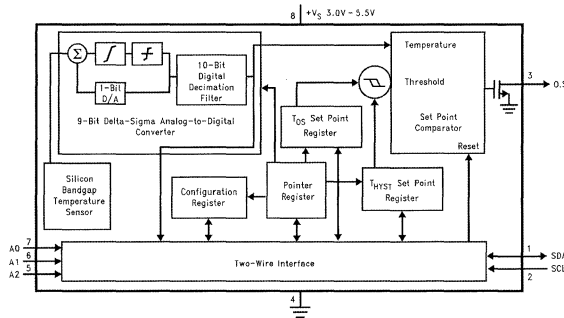 8 +VS 3.0V-5.5V
Σ
∫
1-Bit
D/A
10-Bit
Digital
Decimation
Filter
9-Bit Delta-Sigma Analog-to-Digital
Converter
Temperature
Threshold
Set Point
Comparator
Reset
3
O.S
TOS Set Point
Register
Silicon
Bandgap
Temperature
Sensor
Configuration
Register
Pointer
Register
THYST Set Point
Register
A0 7
A1 6
A2 5
Two-Wire Interface
1 SDA
SCL
2
4